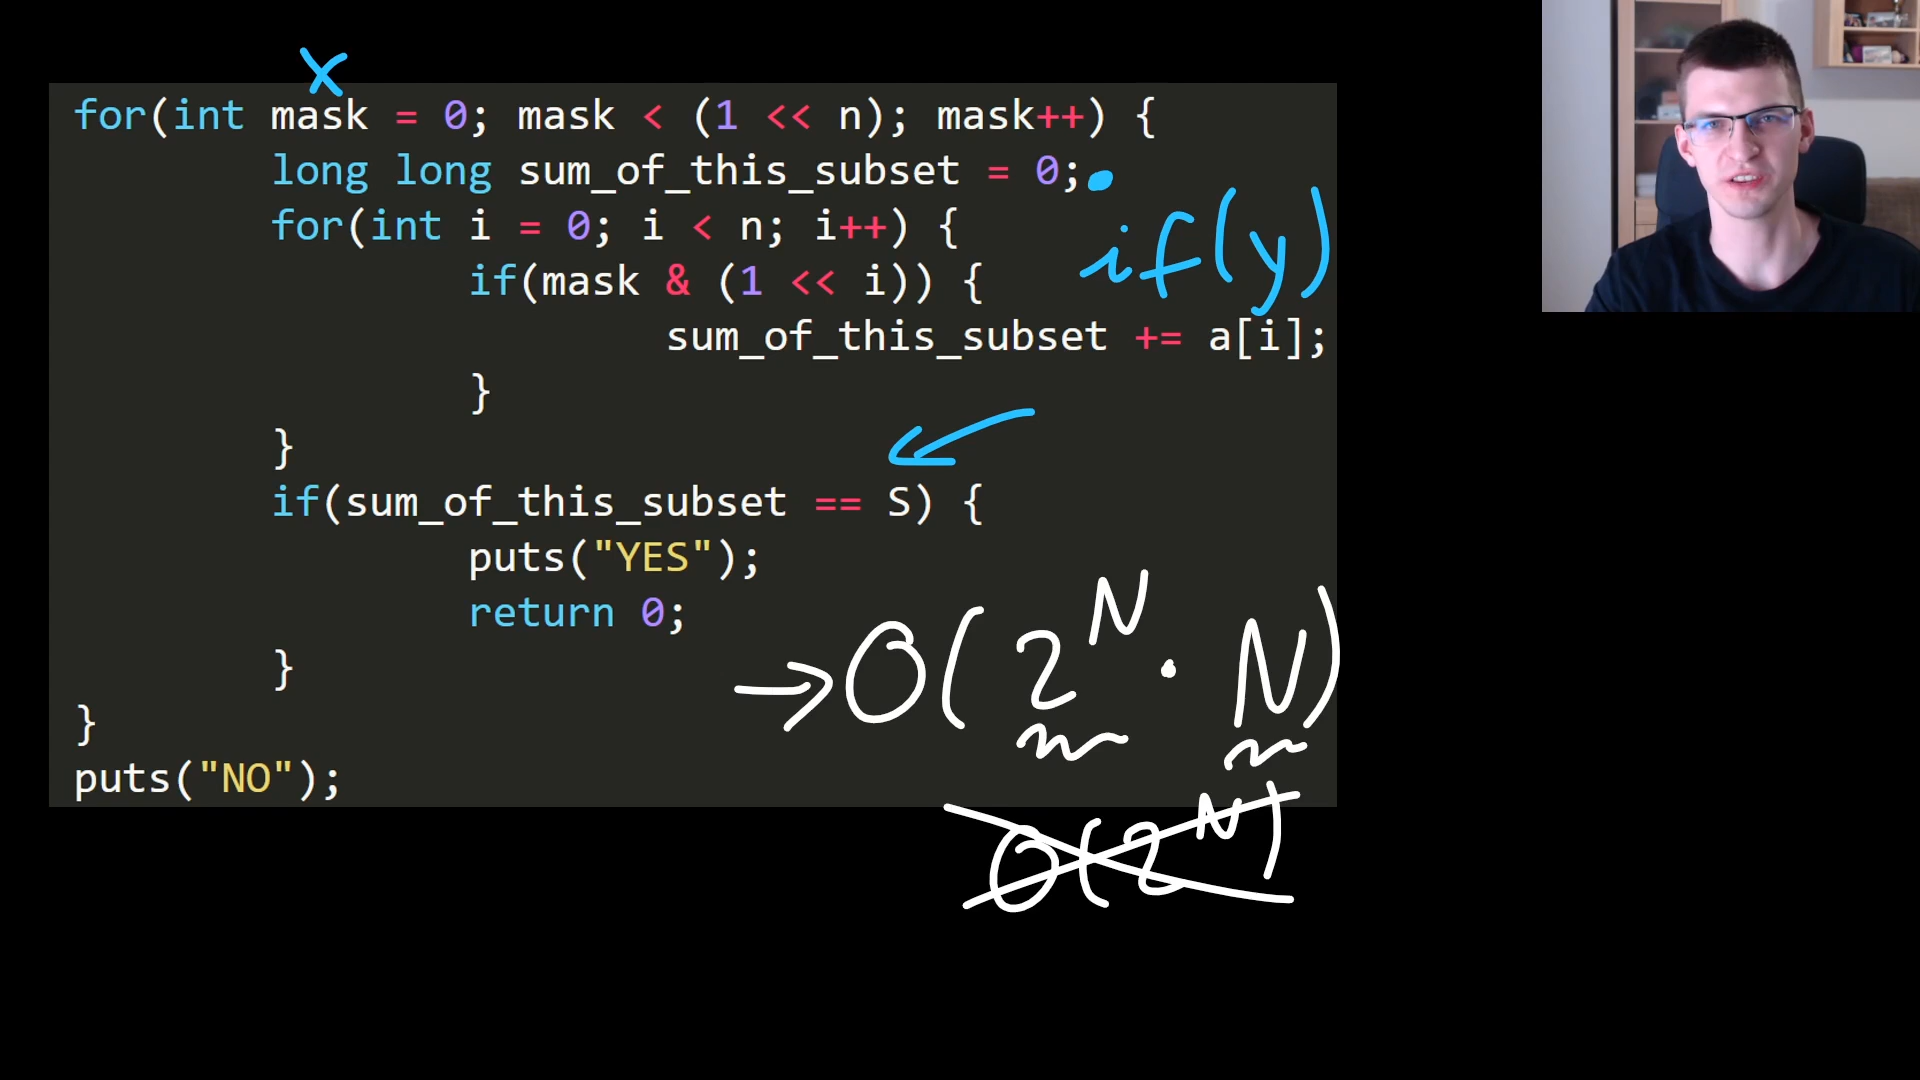 x
for(int mask = 0; mask < (1 << n); mask++) {
long long sum_of_this_subset = 0;
for(int i = 0; i < n; i++) {
if(y)
if(mask & (1 << i)) {
sum_of_this_subset += a[i];
}
}
if(sum_of_this_subset == S) {
puts("YES");
return 0;
}
→ O(2^N · N)
}
puts("NO");
O(2^N)